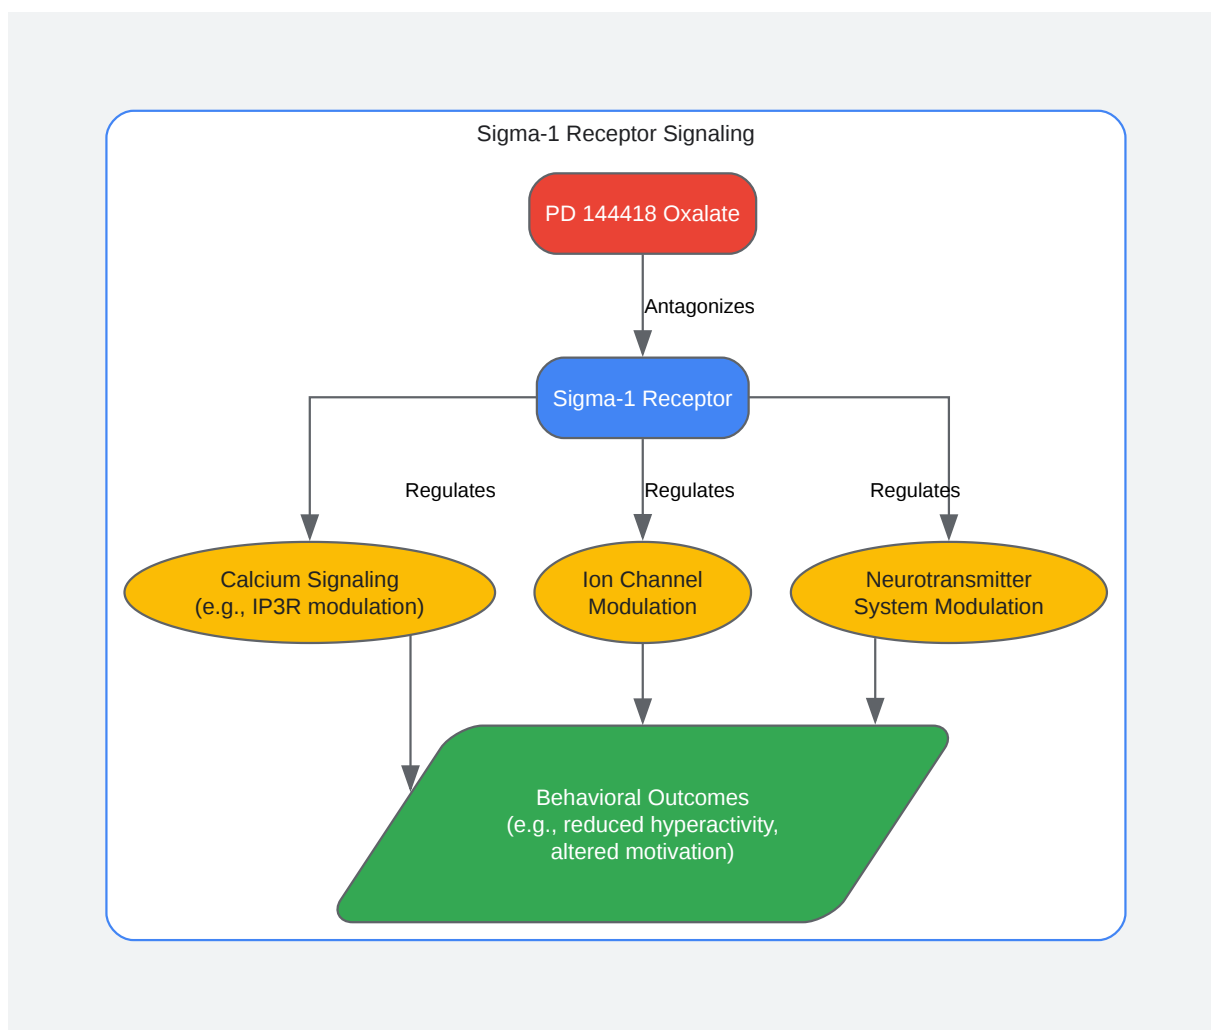 Sigma-1 Receptor Signaling
PD 144418 Oxalate
Antagonizes
Sigma-1 Receptor
Regulates
Regulates
Regulates
Calcium Signaling
(e.g., IP3R modulation)
Ion Channel
Modulation
Neurotransmitter
System Modulation
Behavioral Outcomes
(e.g., reduced hyperactivity,
altered motivation)